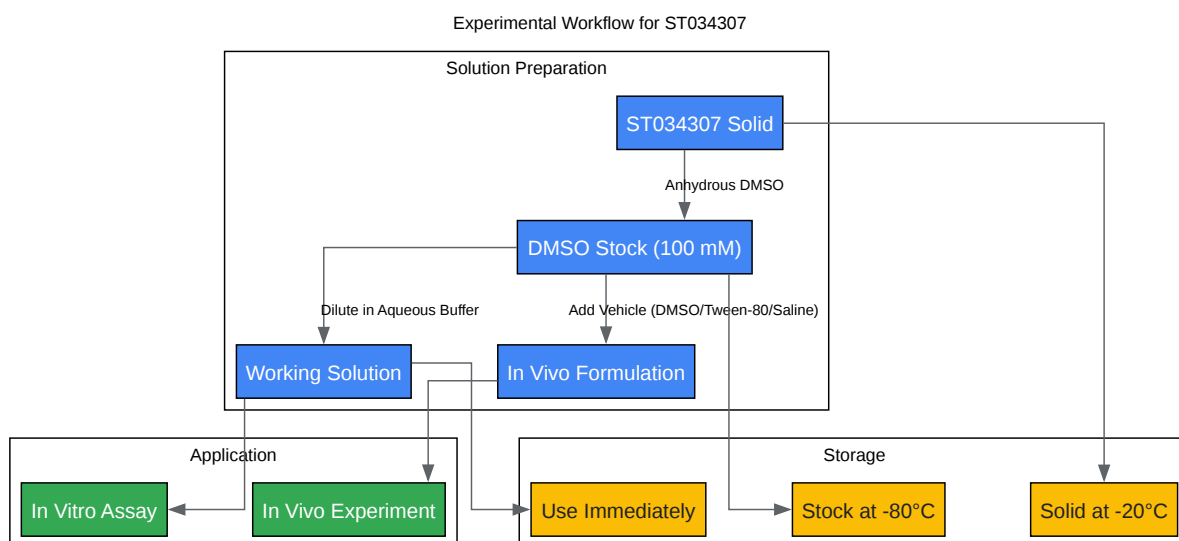 Experimental Workflow for ST034307
Solution Preparation
ST034307 Solid
Anhydrous DMSO
DMSO Stock (100 mM)
Dilute in Aqueous Buffer
Add Vehicle (DMSO/Tween-80/Saline)
Working Solution
In Vivo Formulation
Application
Storage
In Vitro Assay
In Vivo Experiment
Use Immediately
Stock at -80°C
Solid at -20°C